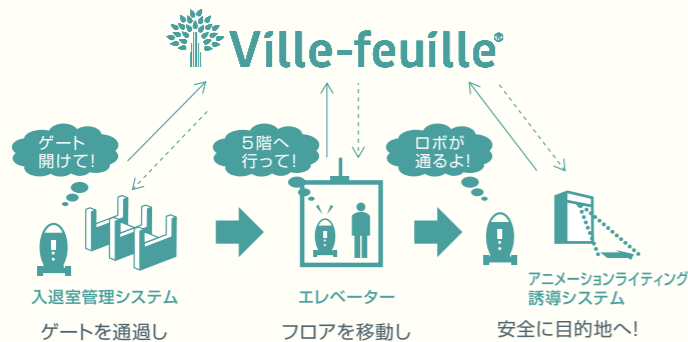 Ville-feuille®
ゲート
開けて!
5階へ
行って!
ロボが
通るよ!
入退室管理システム
エレベーター
アニメーションライティング
誘導システム
ゲートを通過し
フロアを移動し
安全に目的地へ!